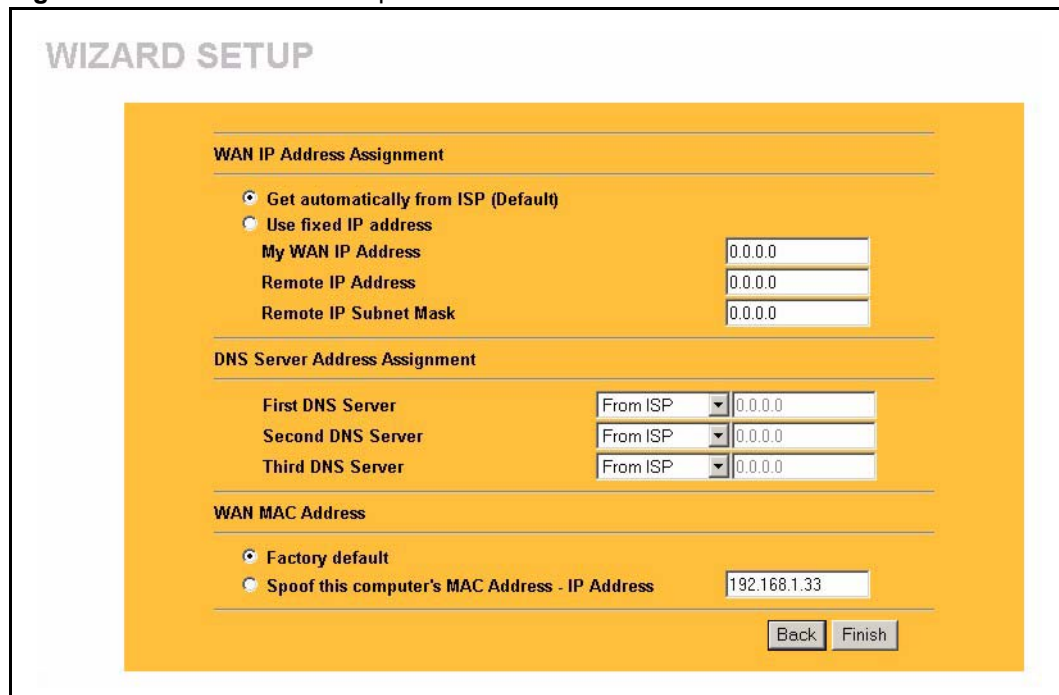 WIZARD SETUP
WAN IP Address Assignment
Get automatically from ISP (Default)
Use fixed IP address
My WAN IP Address 0.0.0.0
Remote IP Address 0.0.0.0
Remote IP Subnet Mask 0.0.0.0
DNS Server Address Assignment
First DNS Server From ISP 0.0.0.0
Second DNS Server From ISP 0.0.0.0
Third DNS Server From ISP 0.0.0.0
WAN MAC Address
Factory default
Spoof this computer's MAC Address - IP Address 192.168.1.33
Back Finish